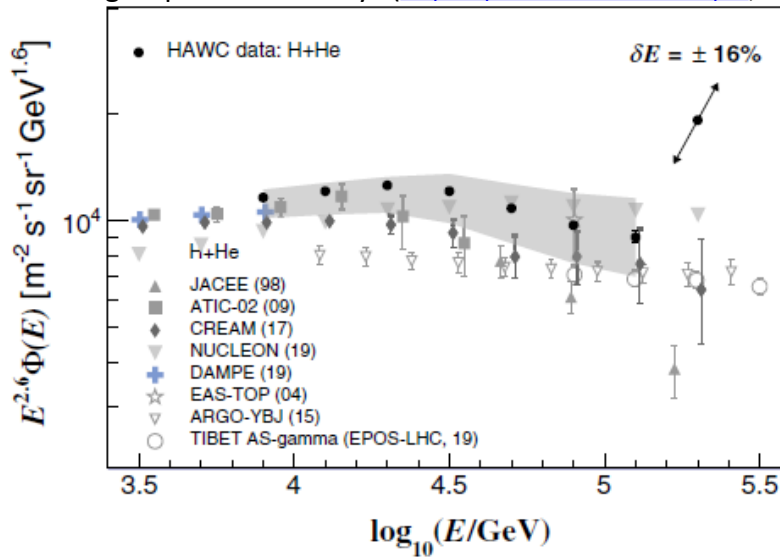 HAWC data: H+He
δE = ± 16%
E^2.6Φ(E) [m^-2 s^-1 sr^-1 GeV^1.6]
10^4
H+He
JACEE (98)
ATIC-02 (09)
CREAM (17)
NUCLEON (19)
DAMPE (19)
EAS-TOP (04)
ARGO-YBJ (15)
TIBET AS-gamma (EPOS-LHC, 19)
3.5 4 4.5 5 5.5
log_10(E/GeV)